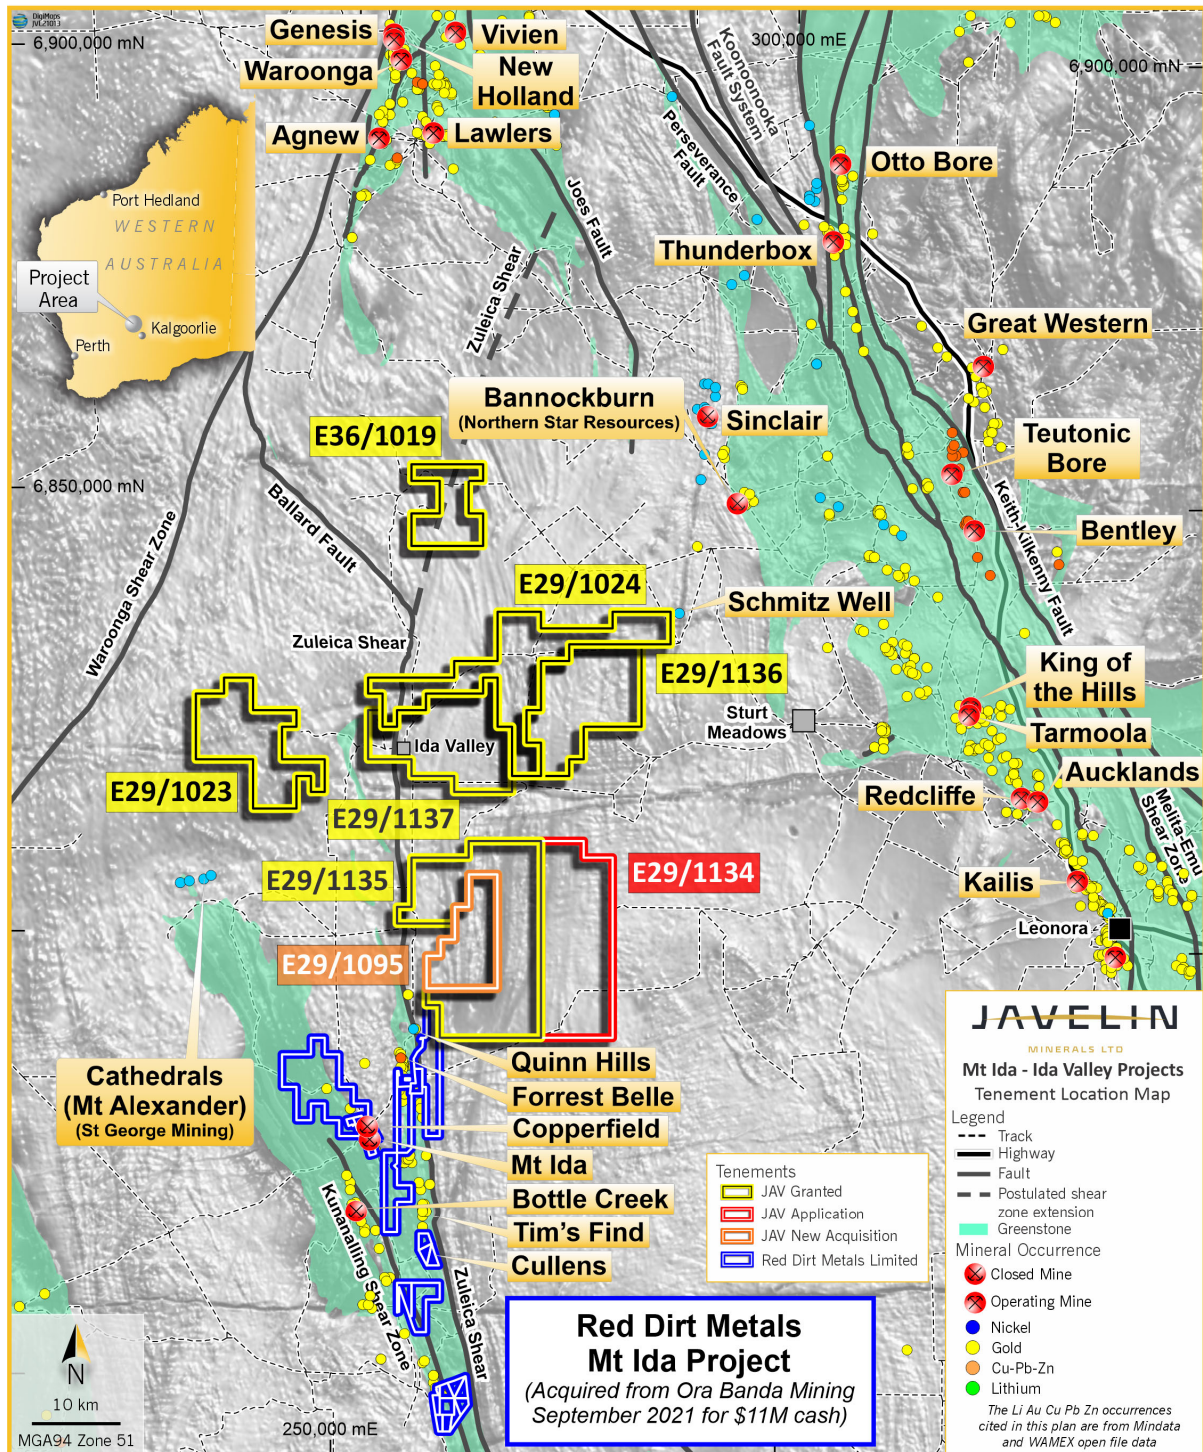 DigiMaps
JVL21013
6,900,000 mN
Genesis
Vivien
Waroonga
New
Holland
Agnew
Lawlers
300,000 mE
6,900,000 mN
Koonoonooka
Fault System
Perseverance
Fault
Otto Bore
Joes Fault
Zuleica Shear
Thunderbox
Port Hedland
WESTERN
AUSTRALIA
Project
Area
Kalgoorlie
Perth
Great Western
Bannockburn
(Northern Star Resources)
Sinclair
E36/1019
Teutonic
Bore
6,850,000 mN
Ballard Fault
Waroonga Shear Zone
Keith-Kilkenny Fault
Bentley
E29/1024
Schmitz Well
Zuleica Shear
E29/1136
King of
the Hills
Sturt
Meadows
Tarmoola
Ida Valley
E29/1023
Aucklands
Redcliffe
E29/1137
Melita-Emu
Shear Zone
E29/1135
E29/1134
Kailis
Leonora
E29/1095
Cathedrals
(Mt Alexander)
(St George Mining)
Quinn Hills
Forrest Belle
Copperfield
Mt Ida
Bottle Creek
Tim's Find
Cullens
Kunanalling Shear Zone
Zuleica Shear
Red Dirt Metals
Mt Ida Project
(Acquired from Ora Banda Mining
September 2021 for $11M cash)
Tenements
JAV Granted
JAV Application
JAV New Acquisition
Red Dirt Metals Limited
JAVELIN
MINERALS LTD
Mt Ida - Ida Valley Projects
Tenement Location Map
Legend
Track
Highway
Fault
Postulated shear
zone extension
Greenstone
Mineral Occurrence
Closed Mine
Operating Mine
Nickel
Gold
Cu-Pb-Zn
Lithium
The Li Au Cu Pb Zn occurrences
cited in this plan are from Mindata
and WAMEX open file data
N
10 km
MGA94 Zone 51
250,000 mE